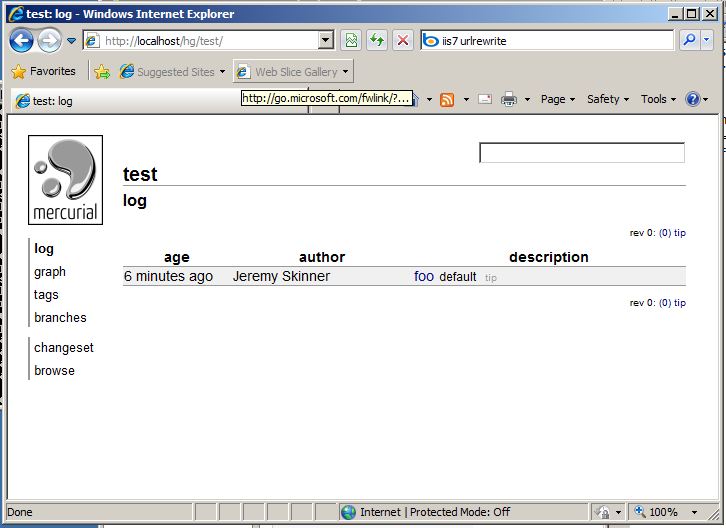 test: log - Windows Internet Explorer
http://localhost/hg/test/
iis7 urlrewrite
Favorites
Suggested Sites
Web Slice Gallery
test: log
http://go.microsoft.com/fwlink/?...
Page
Safety
Tools
mercurial
test
log
rev 0: (0) tip
log
graph
tags
branches
changeset
browse
age author description
6 minutes ago Jeremy Skinner foo default tip
rev 0: (0) tip
Done
Internet | Protected Mode: Off
100%